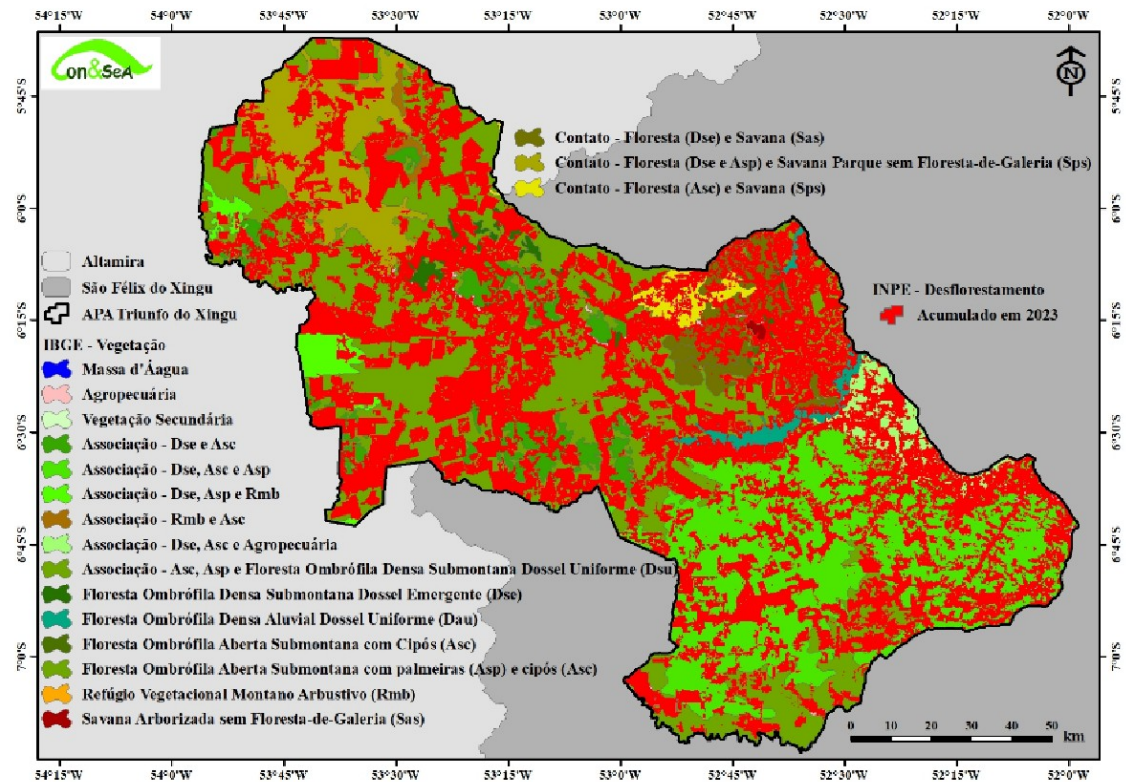 54°15'W 54°0'W 53°45'W 53°30'W 53°15'W 53°0'W 52°45'W 52°30'W 52°15'W 52°0'W
on&SeA
N
5°45'S 5°45'S
Contato - Floresta (Dse) e Savana (Sas)
Contato - Floresta (Dse e Asp) e Savana Parque sem Floresta-de-Galeria (Sps)
Contato - Floresta (Asc) e Savana (Sps)
6°0'S 6°0'S
Altamira
São Félix do Xingu
APA Triunfo do Xingu
INPE - Desflorestamento
Acumulado em 2023
6°15'S 6°15'S
IBGE - Vegetação
Massa d'Áagua
Agropecuária
Vegetação Secundária
6°30'S 6°30'S
Associação - Dse e Asc
Associação - Dse, Asc e Asp
Associação - Dse, Asp e Rmb
Associação - Rmb e Asc
Associação - Dse, Asc e Agropecuária
6°45'S 6°45'S
Associação - Asc, Asp e Floresta Ombrófila Densa Submontana Dossel Uniforme (Dsu)
Floresta Ombrófila Densa Submontana Dossel Emergente (Dse)
Floresta Ombrófila Densa Aluvial Dossel Uniforme (Dau)
Floresta Ombrófila Aberta Submontana com Cipós (Asc)
7°0'S 7°0'S
Floresta Ombrófila Aberta Submontana com palmeiras (Asp) e cipós (Asc)
Refúgio Vegetacional Montano Arbustivo (Rmb)
Savana Arborizada sem Floresta-de-Galeria (Sas)
0 10 20 30 40 50
km
54°15'W 54°0'W 53°45'W 53°30'W 53°15'W 53°0'W 52°45'W 52°30'W 52°15'W 52°0'W